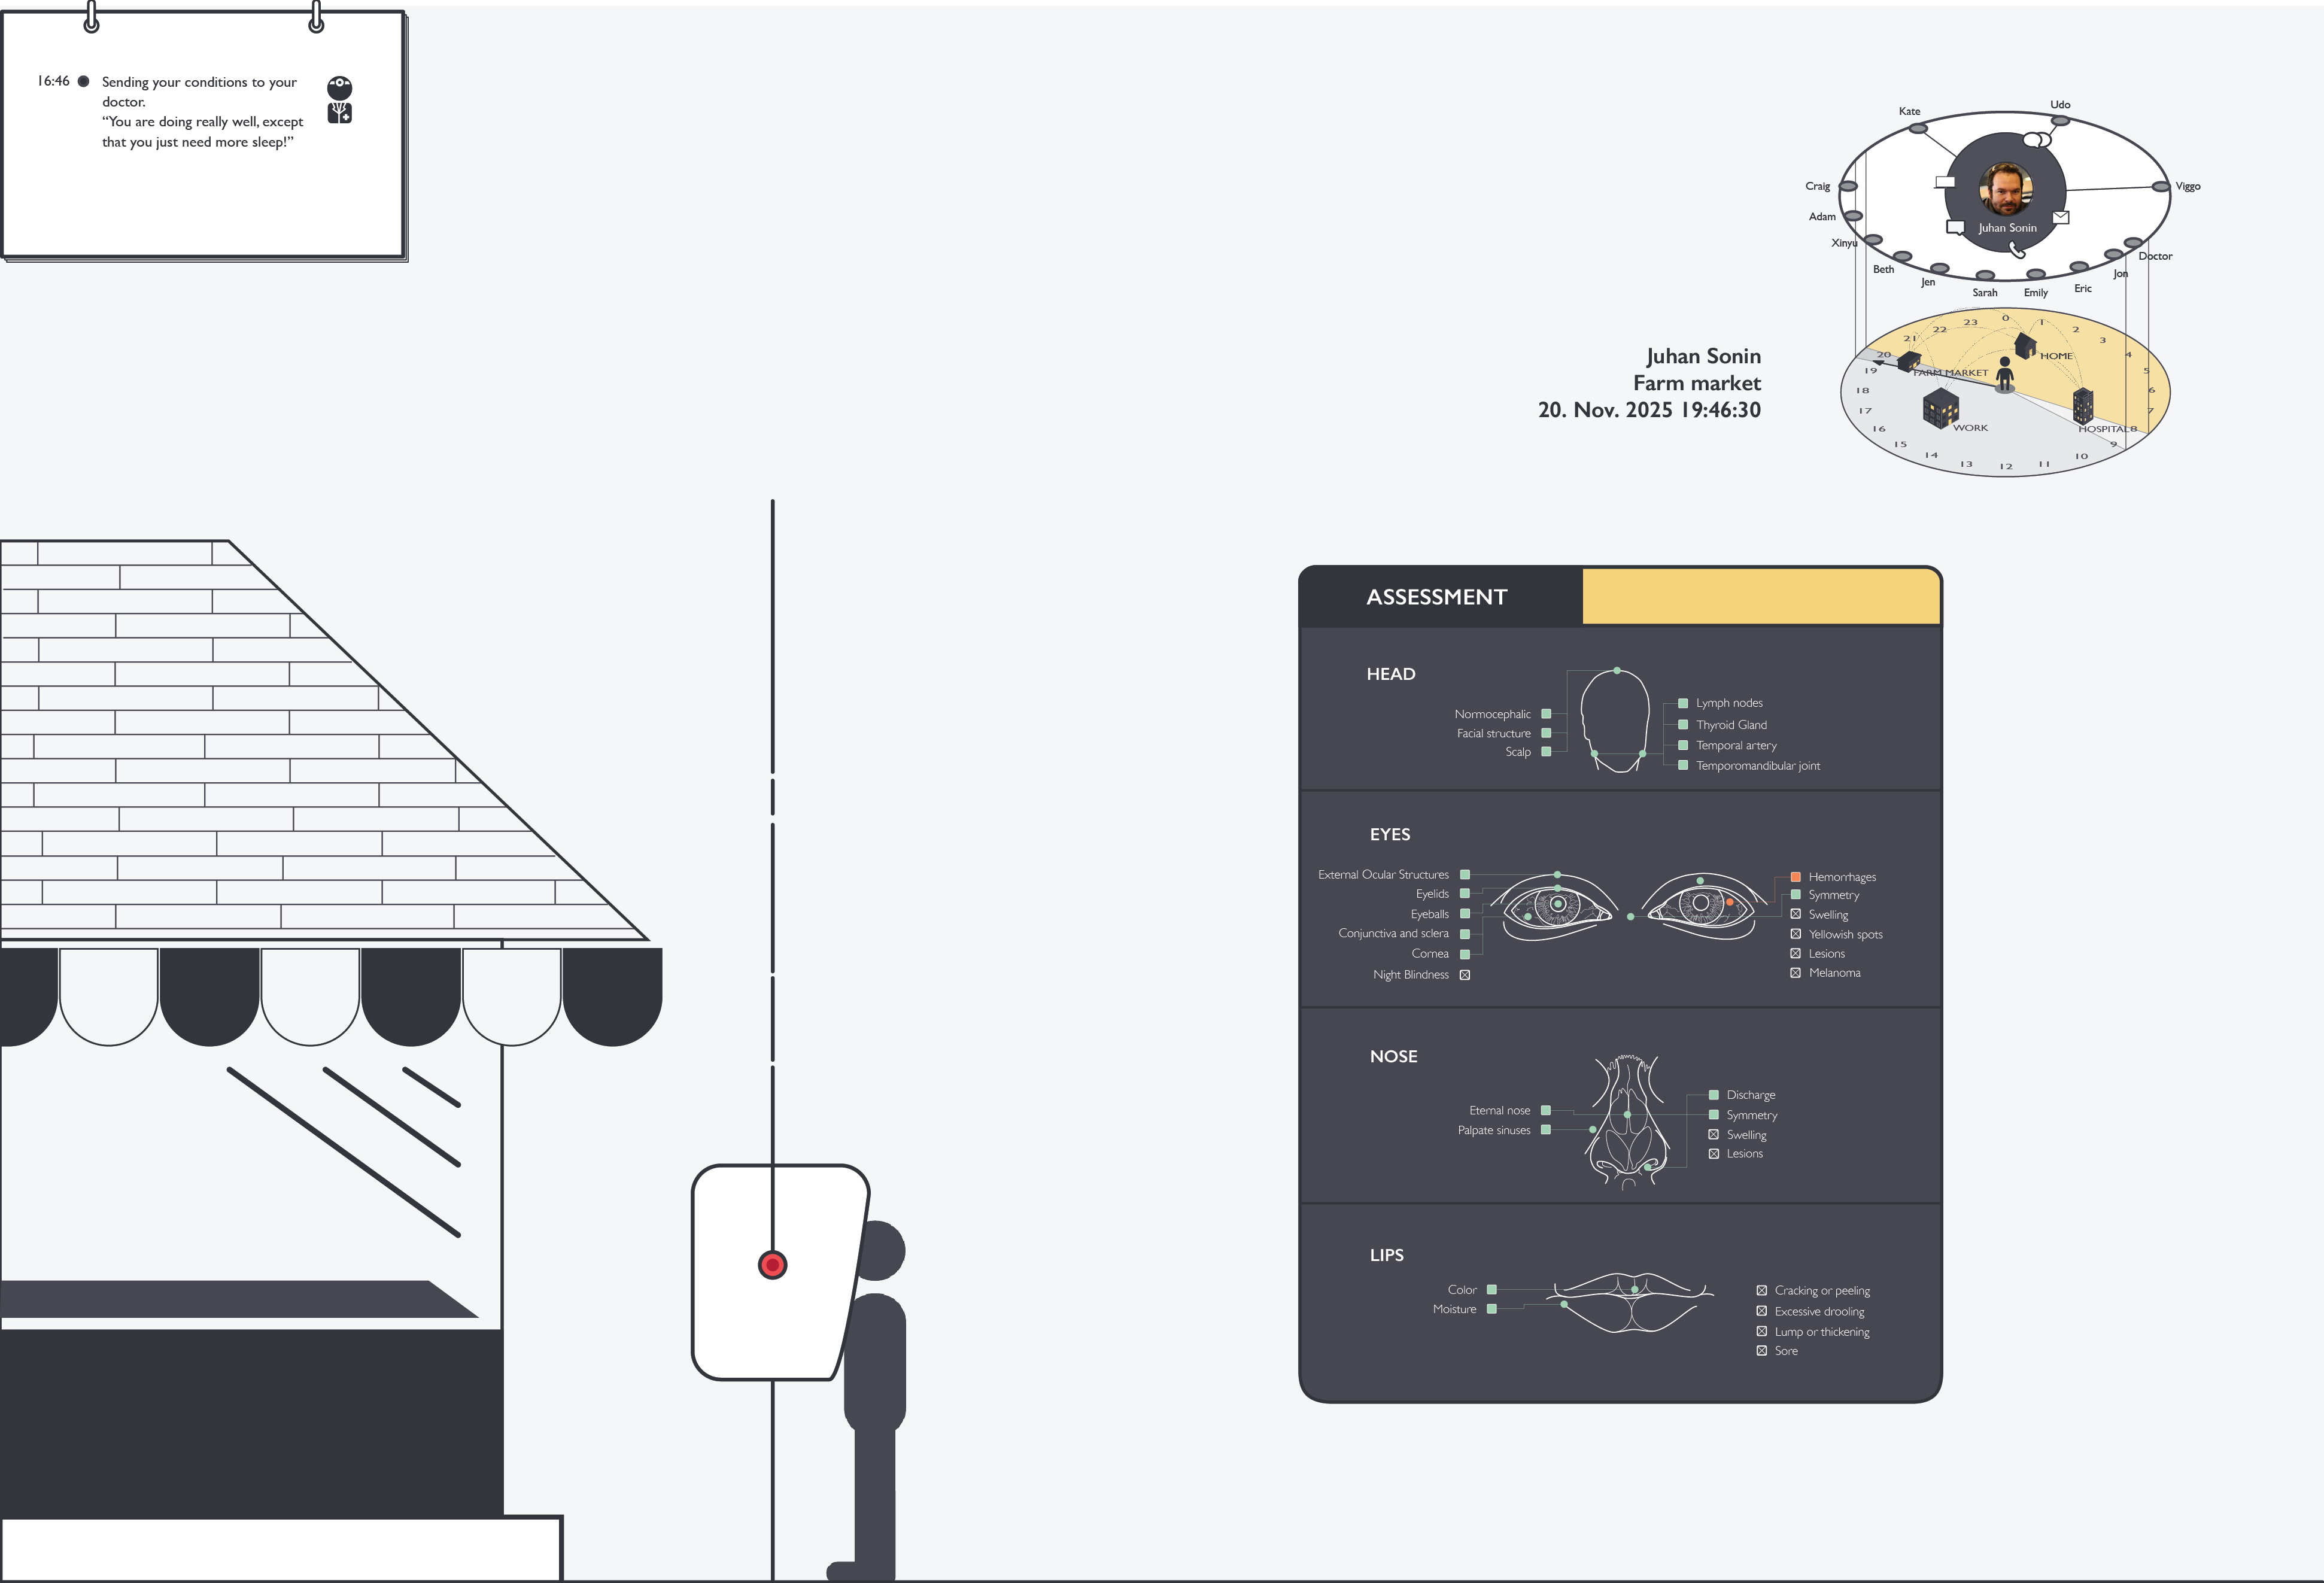 16:46 Sending your conditions to your
doctor.
“You are doing really well, except
that you just need more sleep!”
Kate
Udo
Craig
Viggo
Adam
Juhan Sonin
Xinyu
Doctor
Beth
Jon
Jen
Eric
Sarah
Emily
Juhan Sonin
Farm market
20. Nov. 2025 19:46:30
0
1
2
3
4
5
6
7
8
9
10
11
12
13
14
15
16
17
18
19
20
21
22
23
HOME
FARM MARKET
WORK
HOSPITAL
ASSESSMENT
HEAD
Normocephalic
Facial structure
Scalp
Lymph nodes
Thyroid Gland
Temporal artery
Temporomandibular joint
EYES
External Ocular Structures
Eyelids
Eyeballs
Conjunctiva and sclera
Cornea
Night Blindness
Hemorrhages
Symmetry
Swelling
Yellowish spots
Lesions
Melanoma
NOSE
Eternal nose
Palpate sinuses
Discharge
Symmetry
Swelling
Lesions
LIPS
Color
Moisture
Cracking or peeling
Excessive drooling
Lump or thickening
Sore